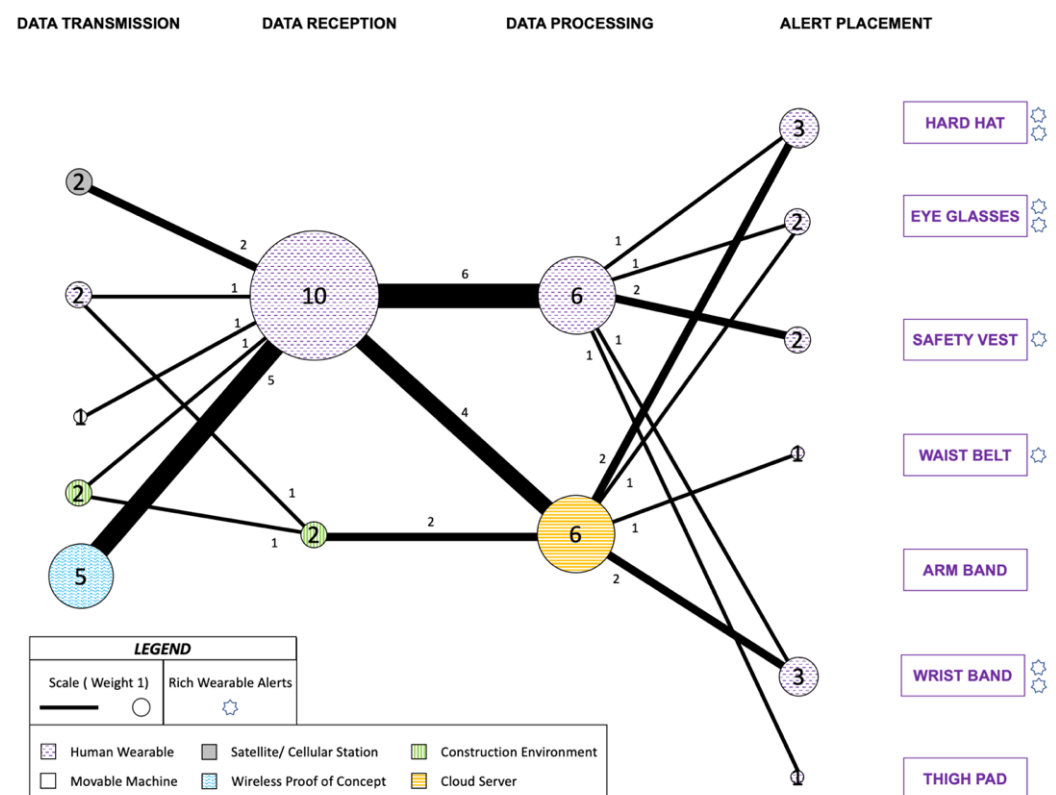 DATA TRANSMISSION DATA RECEPTION DATA PROCESSING ALERT PLACEMENT
3 HARD HAT
2
1
2 EYE GLASSES
2
1
2
1
10
6
6
1
2
1
1
5
2
2 SAFETY VEST
1
1
1
4
1 WAIST BELT
2
2
1
1
2
1
2
6
1
2
5
ARM BAND
3 WRIST BAND
1 THIGH PAD
LEGEND
Scale ( Weight 1) Rich Wearable Alerts
Human Wearable Satellite/ Cellular Station Construction Environment
Movable Machine Wireless Proof of Concept Cloud Server